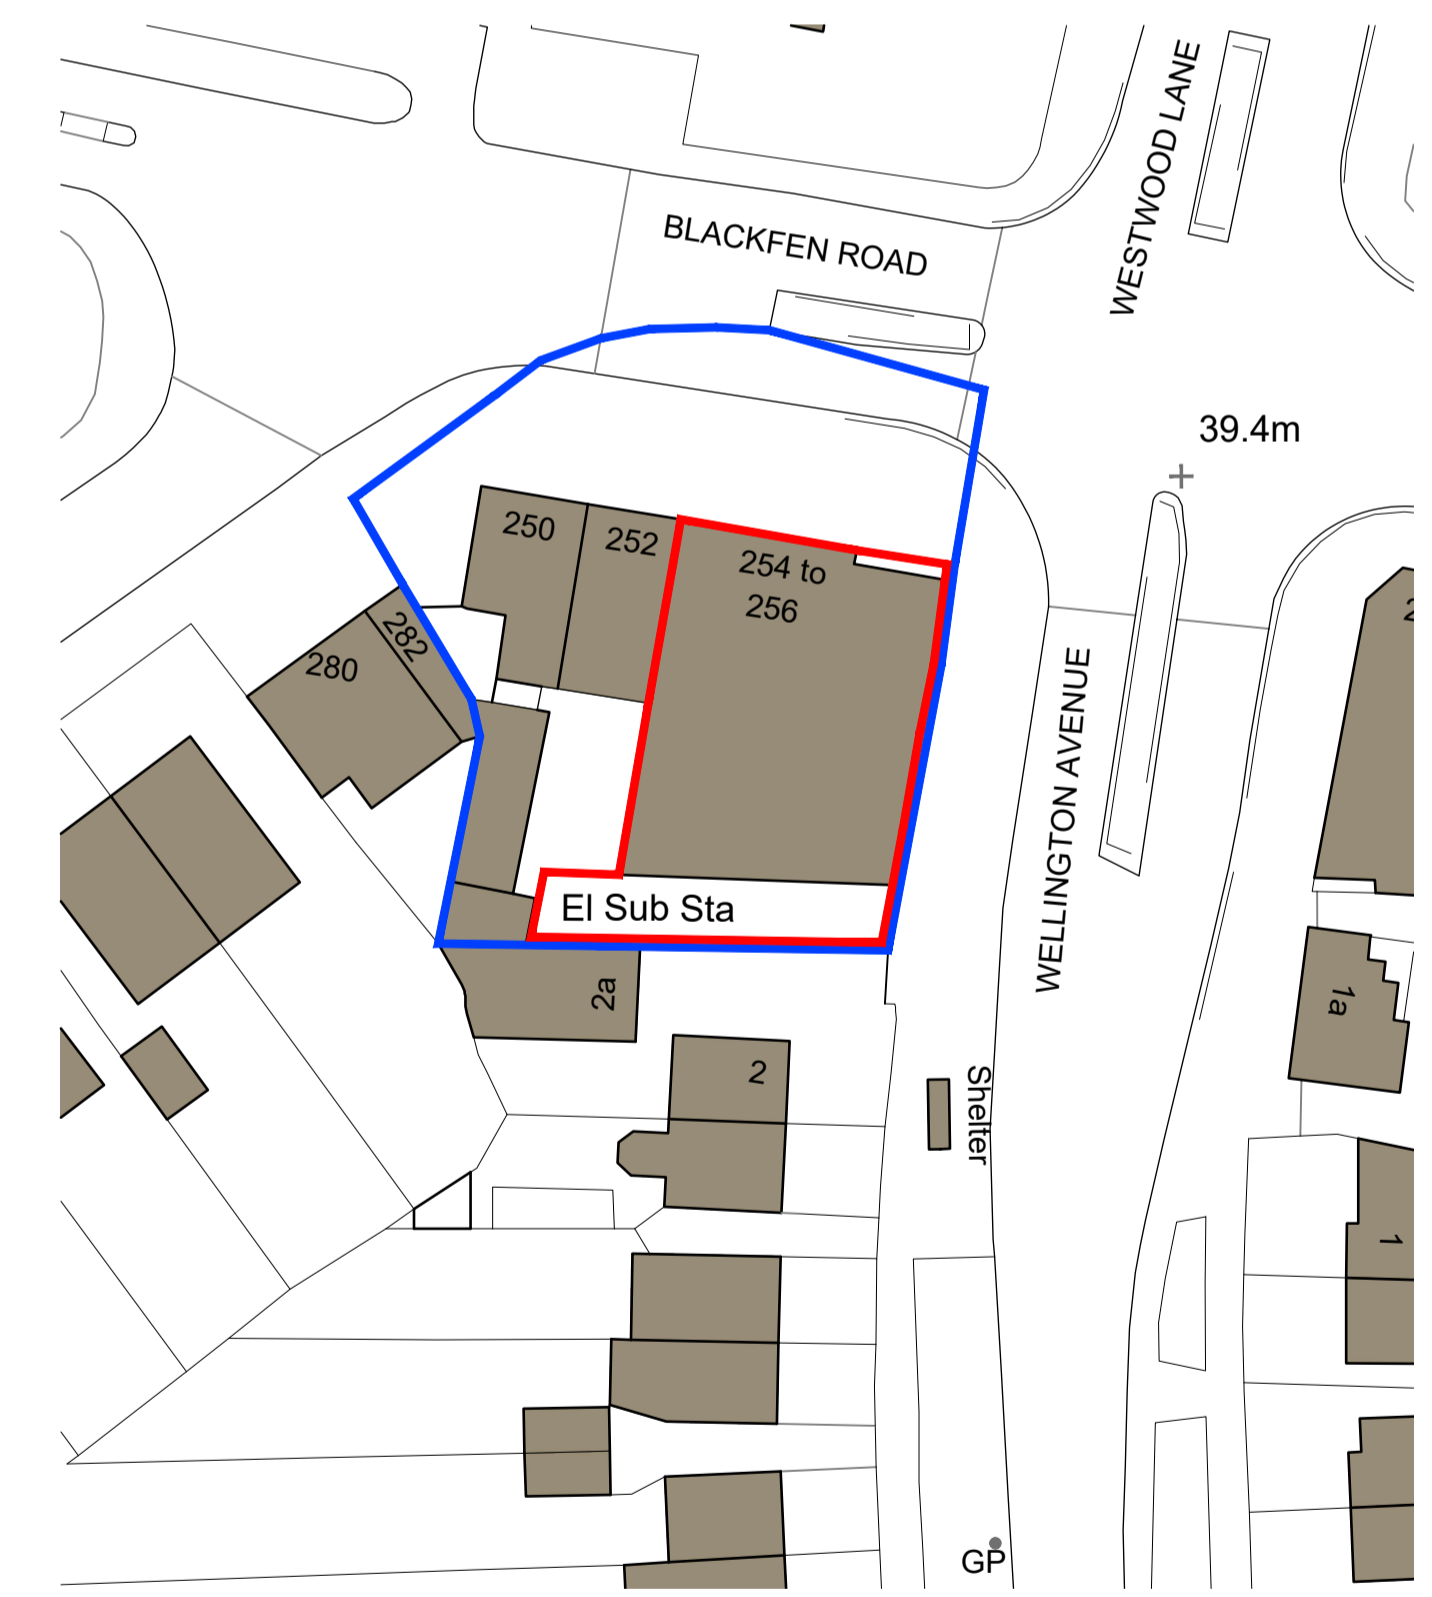 WESTWOOD LANE
BLACKFEN ROAD
39.4m
250
252
254 to
256
282
280
WELLINGTON AVENUE
El Sub Sta
2a
1a
2
Shelter
1
GP